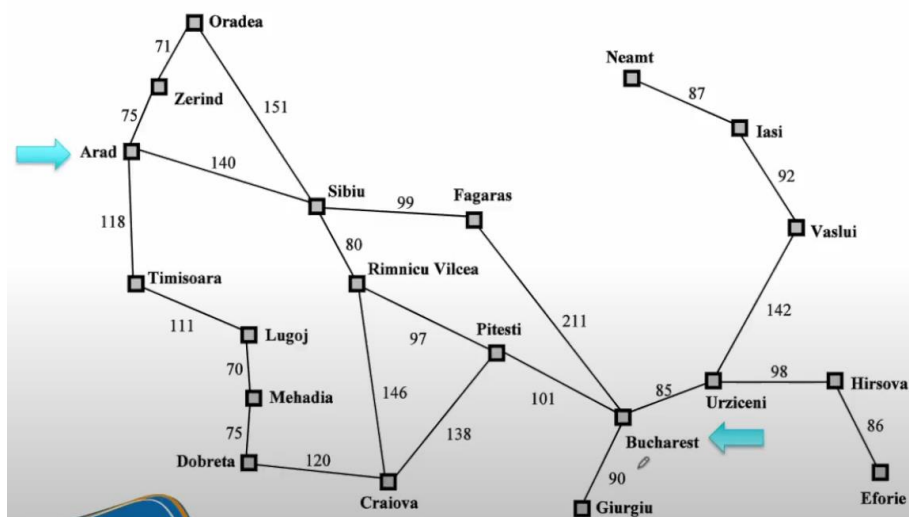 Oradea
71
Neamt
87
Zerind
151
75
Iasi
Arad
140
92
Sibiu
99
Fagaras
118
80
Vaslui
Timisoara
Rimnicu Vilcea
111
211
142
Lugoj
97
Pitesti
70
98
Hirsova
Mehadia
146
101
85
Urziceni
86
75
138
Bucharest
Dobreta
120
90
Craiova
Giurgiu
Eforie